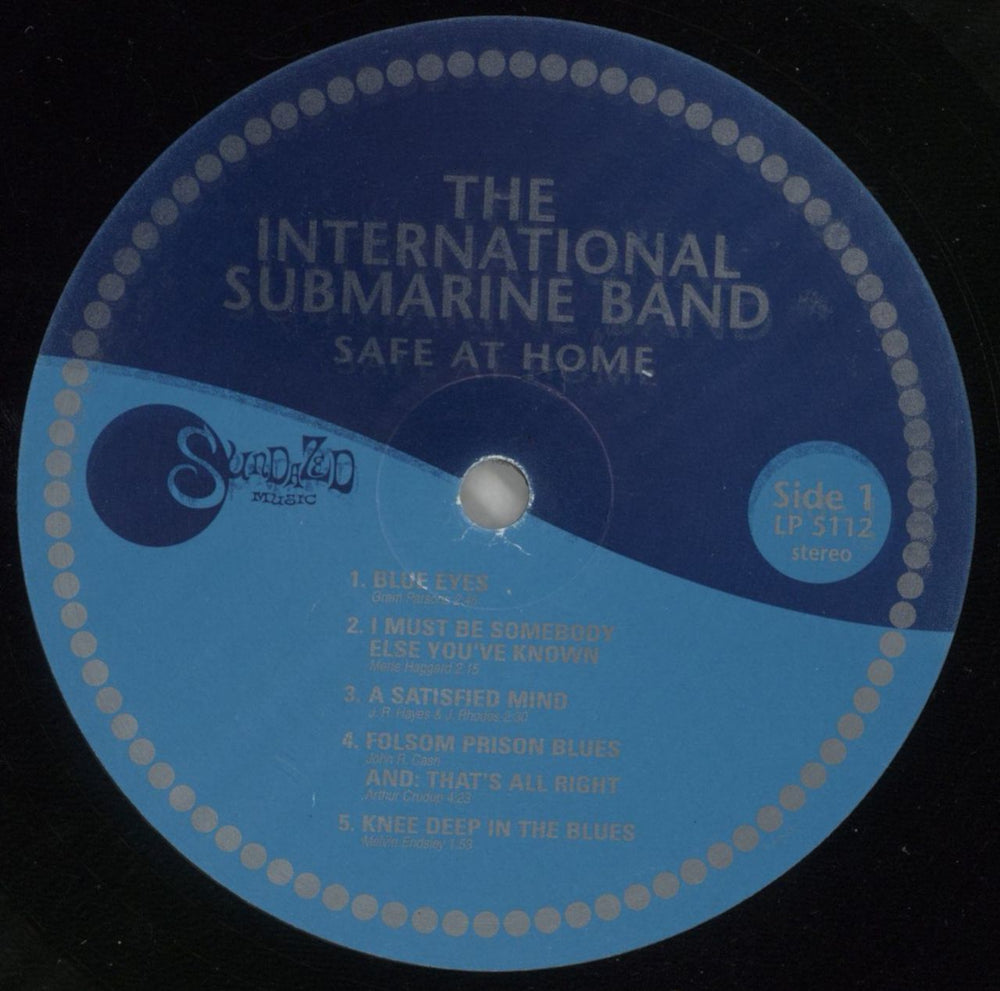 THE
INTERNATIONAL
SUBMARINE BAND
SAFE AT HOME
SUNDAZED
MUSIC
Side 1
LP 5112
stereo
1. BLUE EYES
Gram Parsons
2. I MUST BE SOMEBODY
ELSE YOU'VE KNOWN
Merle Haggard 2:15
3. A SATISFIED MIND
J. R. Hayes & J. Rhodes 2:30
4. FOLSOM PRISON BLUES
John R. Cash
AND: THAT'S ALL RIGHT
Arthur Crudup 4:23
5. KNEE DEEP IN THE BLUES
Melvin Endsley 1:53